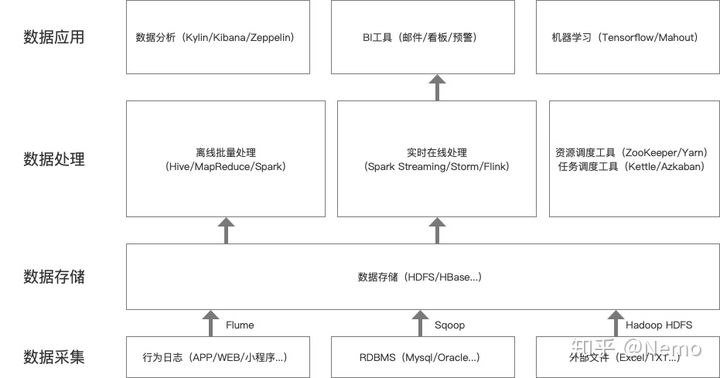 数据应用
数据分析（Kylin/Kibana/Zeppelin）
BI工具（邮件/看板/预警）
机器学习（Tensorflow/Mahout）
数据处理
离线批量处理
（Hive/MapReduce/Spark）
实时在线处理
（Spark Streaming/Storm/Flink）
资源调度工具（ZooKeeper/Yarn）
任务调度工具（Kettle/Azkaban）
数据存储
数据存储（HDFS/HBase...）
Flume
Sqoop
Hadoop HDFS
数据采集
行为日志（APP/WEB/小程序...）
RDBMS（Mysql/Oracle...）
外部文件（Excel/TXT...）
知乎 @Nemo